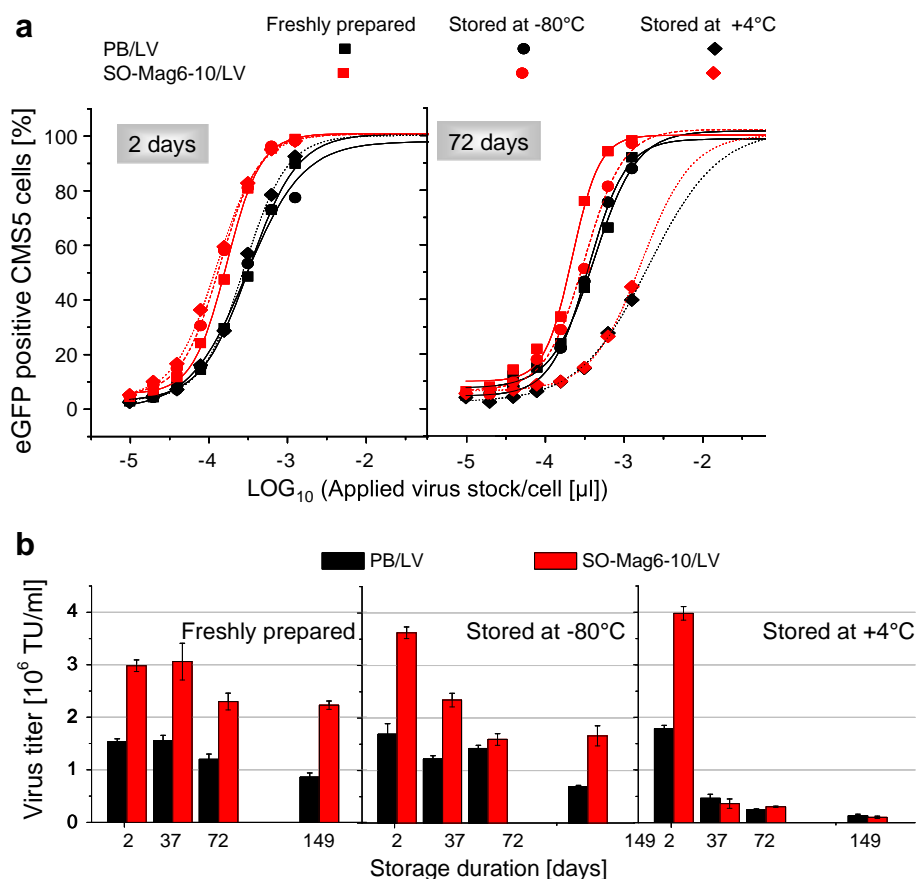 a
Freshly prepared Stored at -80°C Stored at +4°C
PB/LV
SO-Mag6-10/LV
eGFP positive CMS5 cells [%]
100
80
60
40
20
0
2 days
72 days
-5 -4 -3 -2 -5 -4 -3 -2
LOG10 (Applied virus stock/cell [µl])
b
PB/LV SO-Mag6-10/LV
Virus titer [10^6 TU/ml]
4
3
2
1
0
Freshly prepared
Stored at -80°C
Stored at +4°C
2 37 72 149 2 37 72 149 2 37 72 149
Storage duration [days]